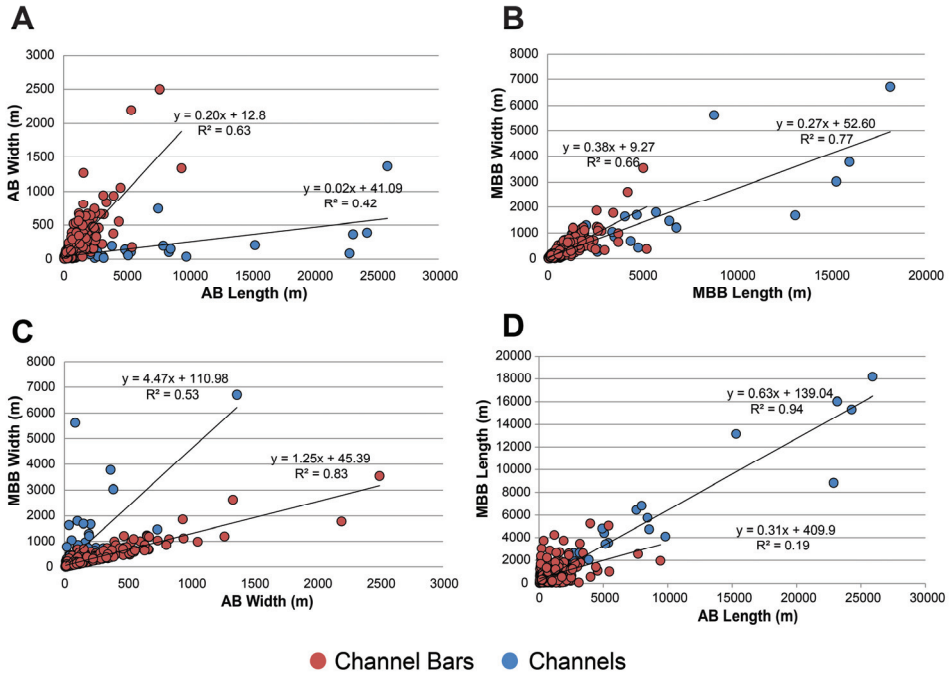 A
AB Width (m)
3000
2500
2000
1500
1000
500
0
y = 0.20x + 12.8
R² = 0.63
y = 0.02x + 41.09
R² = 0.42
0 5000 10000 15000 20000 25000 30000
AB Length (m)
B
MBB Width (m)
8000
7000
6000
5000
4000
3000
2000
1000
0
y = 0.38x + 9.27
R² = 0.66
y = 0.27x + 52.60
R² = 0.77
0 5000 10000 15000 20000
MBB Length (m)
C
MBB Width (m)
8000
7000
6000
5000
4000
3000
2000
1000
0
y = 4.47x + 110.98
R² = 0.53
y = 1.25x + 45.39
R² = 0.83
0 500 1000 1500 2000 2500 3000
AB Width (m)
D
MBB Length (m)
20000
18000
16000
14000
12000
10000
8000
6000
4000
2000
0
y = 0.63x + 139.04
R² = 0.94
y = 0.31x + 409.9
R² = 0.19
0 5000 10000 15000 20000 25000 30000
AB Length (m)
Channel Bars Channels